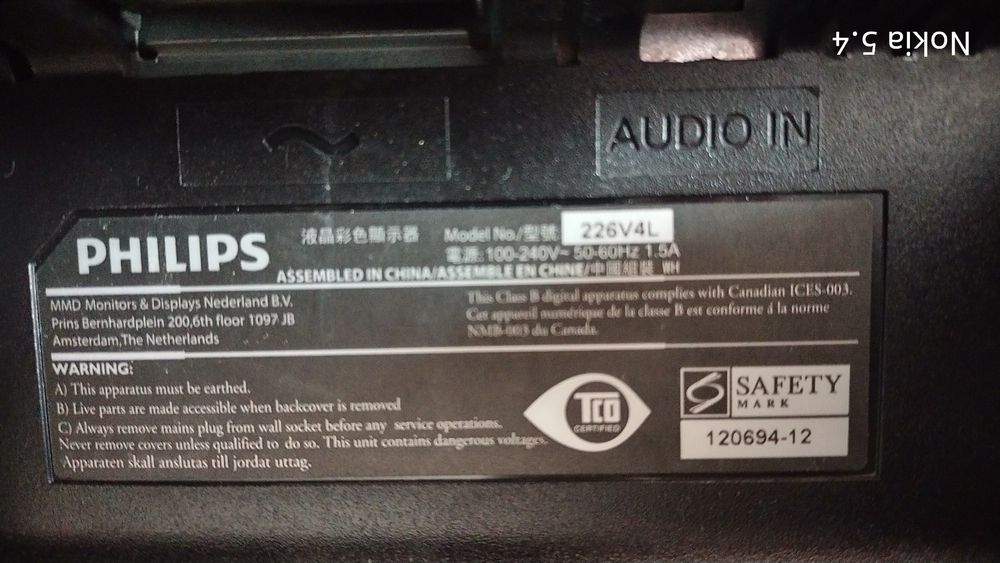 Nokia 5.4
AUDIO IN
PHILIPS
液晶彩色顯示器
Model No./型號: 226V4L
電源: 100-240V~ 50-60Hz 1.5A
ASSEMBLED IN CHINA/ASSEMBLE EN CHINE/中國組裝 WH
MMD Monitors & Displays Nederland B.V.
Prins Bernhardplein 200,6th floor 1097 JB
Amsterdam,The Netherlands
This Class B digital apparatus complies with Canadian ICES-003.
Cet appareil numérique de la classe B est conforme á la norme
NMB-003 du Canada.
WARNING:
A) This apparatus must be earthed.
B) Live parts are made accessible when backcover is removed
C) Always remove mains plug from wall socket before any service operations.
Never remove covers unless qualified to do so. This unit contains dangerous voltages.
Apparaten skall anslutas till jordat uttag.
TCO
CERTIFIED
SAFETY
MARK
120694-12